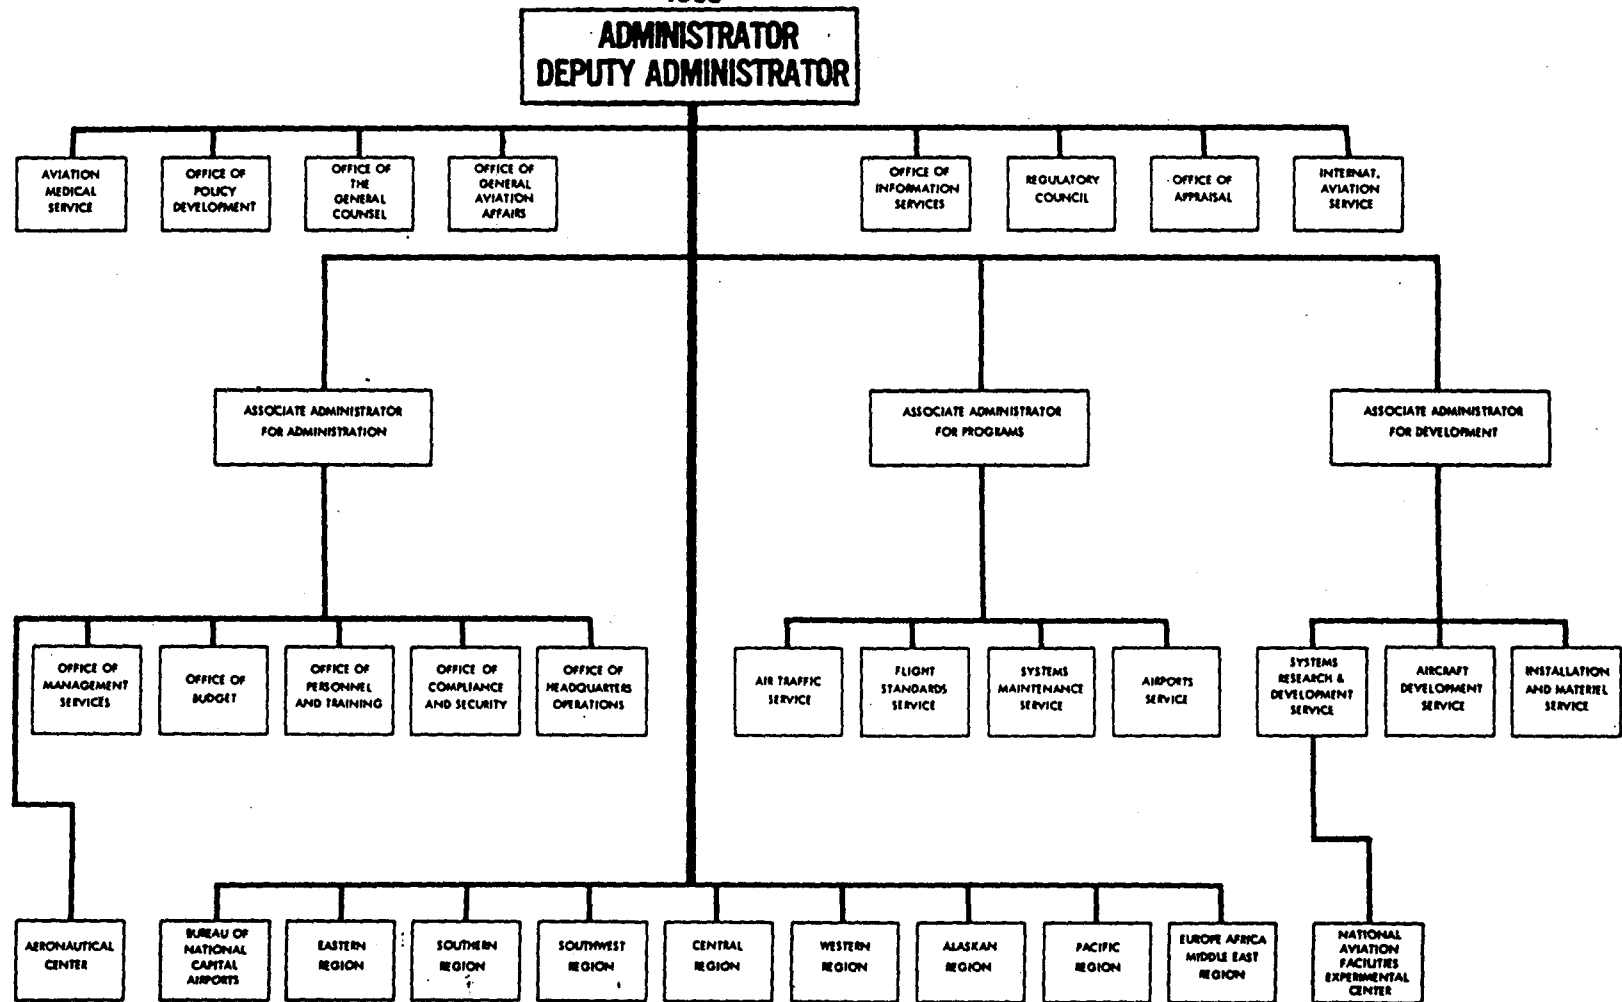 ADMINISTRATOR
DEPUTY ADMINISTRATOR
AVIATION
MEDICAL
SERVICE
OFFICE OF
POLICY
DEVELOPMENT
OFFICE OF
THE
GENERAL
COUNSEL
OFFICE OF
GENERAL
AVIATION
AFFAIRS
OFFICE OF
INFORMATION
SERVICES
REGULATORY
COUNCIL
OFFICE OF
APPRAISAL
INTERNAT.
AVIATION
SERVICE
ASSOCIATE ADMINISTRATOR
FOR ADMINISTRATION
ASSOCIATE ADMINISTRATOR
FOR PROGRAMS
ASSOCIATE ADMINISTRATOR
FOR DEVELOPMENT
OFFICE OF
MANAGEMENT
SERVICES
OFFICE OF
BUDGET
OFFICE OF
PERSONNEL
AND TRAINING
OFFICE OF
COMPLIANCE
AND SECURITY
OFFICE OF
HEADQUARTERS
OPERATIONS
AIR TRAFFIC
SERVICE
FLIGHT
STANDARDS
SERVICE
SYSTEMS
MAINTENANCE
SERVICE
AIRPORTS
SERVICE
SYSTEMS
RESEARCH &
DEVELOPMENT
SERVICE
AIRCRAFT
DEVELOPMENT
SERVICE
INSTALLATION
AND MATERIEL
SERVICE
AERONAUTICAL
CENTER
BUREAU OF
NATIONAL
CAPITAL
AIRPORTS
EASTERN
REGION
SOUTHERN
REGION
SOUTHWEST
REGION
CENTRAL
REGION
WESTERN
REGION
ALASKAN
REGION
PACIFIC
REGION
EUROPE AFRICA
MIDDLE EAST
REGION
NATIONAL
AVIATION
FACILITIES
EXPERIMENTAL
CENTER